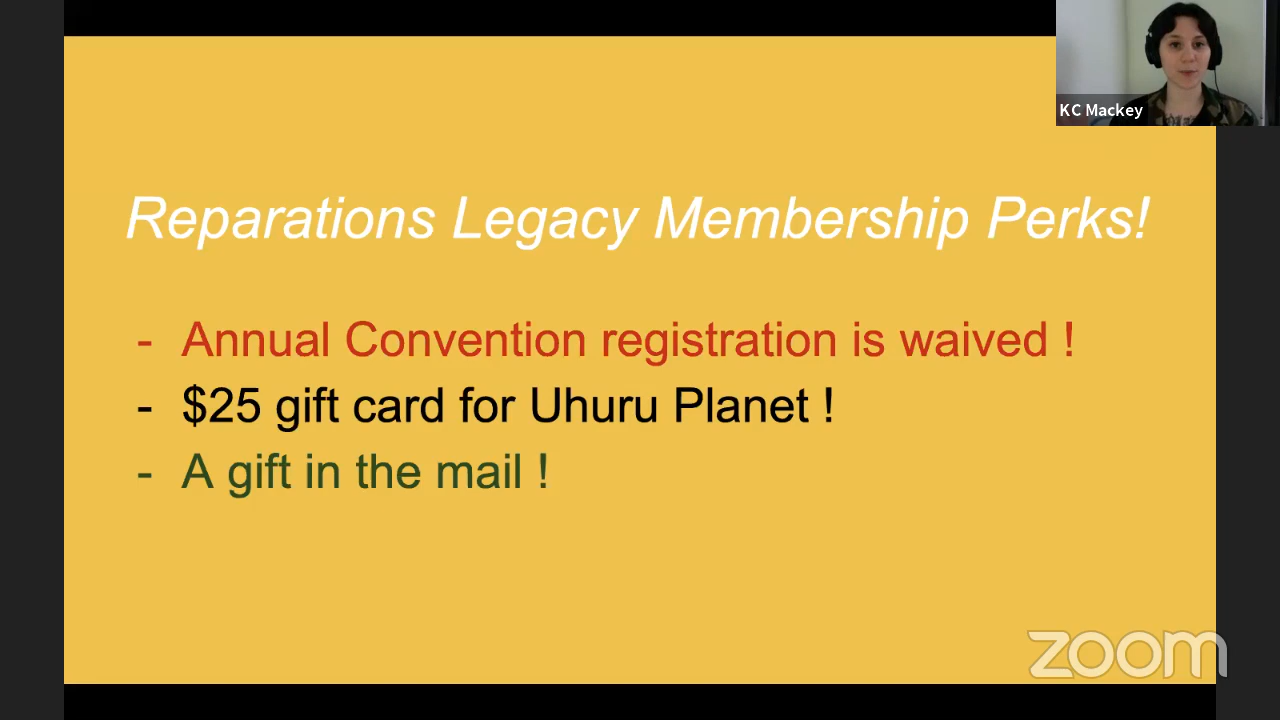 KC Mackey
Reparations Legacy Membership Perks!
- Annual Convention registration is waived !
- $25 gift card for Uhuru Planet !
- A gift in the mail !
zoom